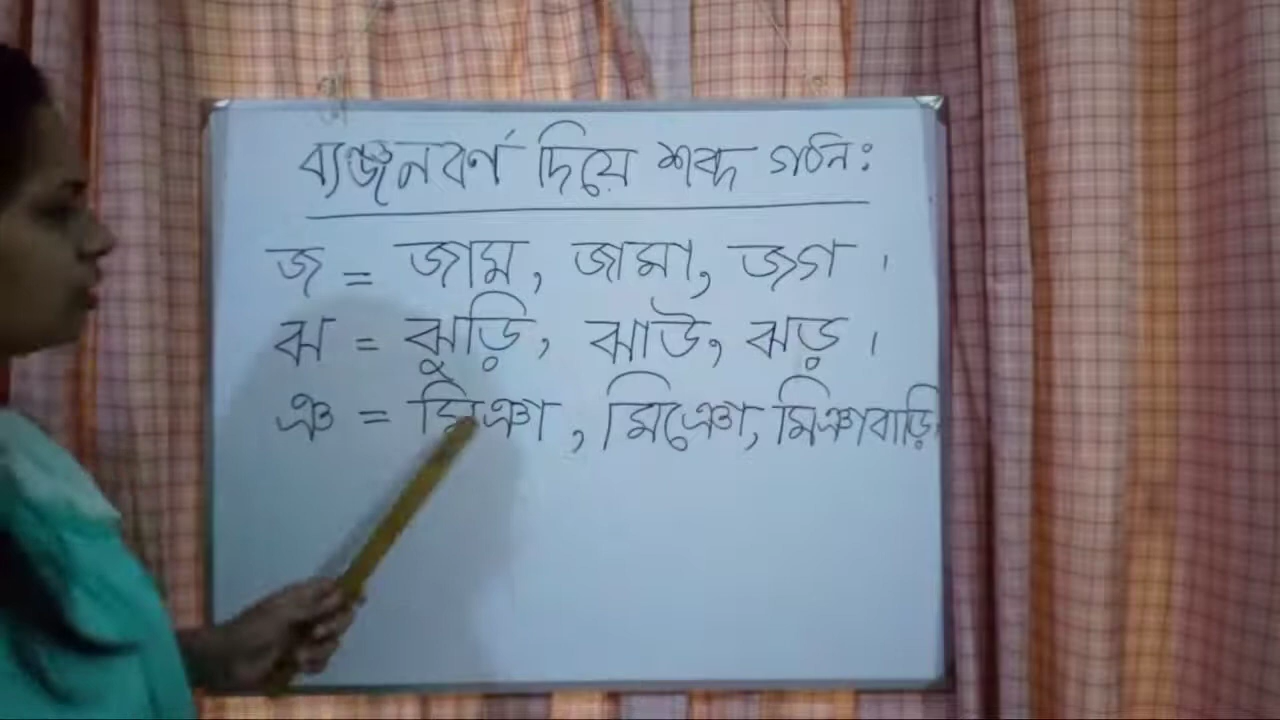 ব্যঞ্জনবর্ণ দিয়ে শব্দ গঠন:
জ = জাম, জামা, জগ ।
ঝ = ঝুড়ি, ঝাউ, ঝড় ।
ঞ = মিঞা, মিঞো, মিঞাবাড়ি।